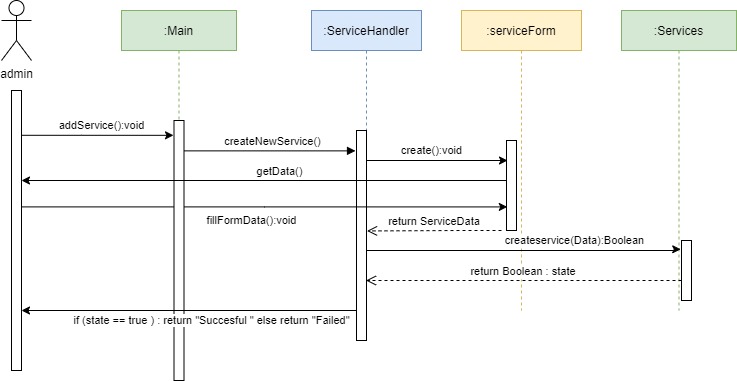 :Main
:ServiceHandler
:serviceForm
:Services
admin
addService():void
createNewService()
create():void
getData()
fillFormData():void
return ServiceData
createservice(Data):Boolean
return Boolean : state
if (state == true ) : return "Succesful " else return "Failed"